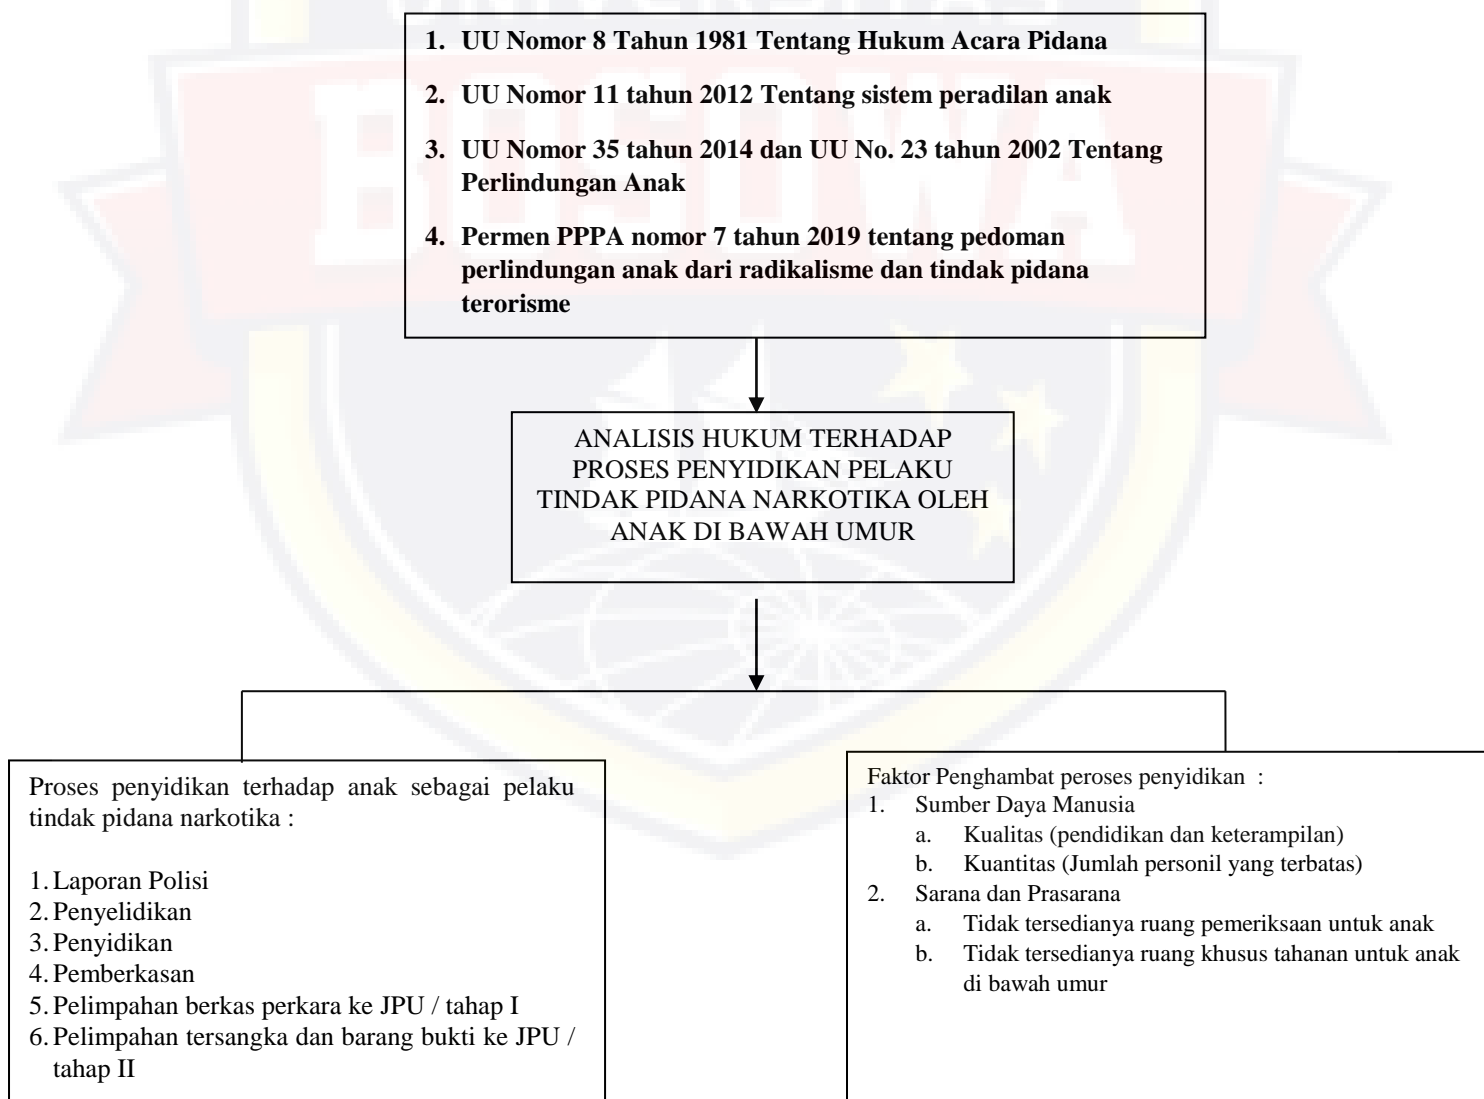 UNIVERSITAS
BOSOWA
1. UU Nomor 8 Tahun 1981 Tentang Hukum Acara Pidana
2. UU Nomor 11 tahun 2012 Tentang sistem peradilan anak
3. UU Nomor 35 tahun 2014 dan UU No. 23 tahun 2002 Tentang
Perlindungan Anak
4. Permen PPPA nomor 7 tahun 2019 tentang pedoman
perlindungan anak dari radikalisme dan tindak pidana
terorisme
ANALISIS HUKUM TERHADAP
PROSES PENYIDIKAN PELAKU
TINDAK PIDANA NARKOTIKA OLEH
ANAK DI BAWAH UMUR
Proses penyidikan terhadap anak sebagai pelaku
tindak pidana narkotika :
1. Laporan Polisi
2. Penyelidikan
3. Penyidikan
4. Pemberkasan
5. Pelimpahan berkas perkara ke JPU / tahap I
6. Pelimpahan tersangka dan barang bukti ke JPU /
tahap II
Faktor Penghambat peroses penyidikan :
1. Sumber Daya Manusia
a. Kualitas (pendidikan dan keterampilan)
b. Kuantitas (Jumlah personil yang terbatas)
2. Sarana dan Prasarana
a. Tidak tersedianya ruang pemeriksaan untuk anak
b. Tidak tersedianya ruang khusus tahanan untuk anak
di bawah umur